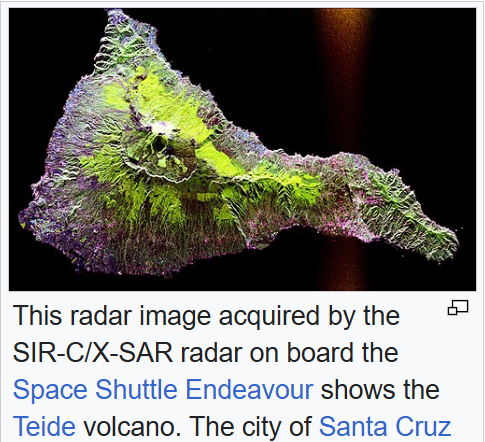 This radar image acquired by the
SIR-C/X-SAR radar on board the
Space Shuttle Endeavour shows the
Teide volcano. The city of Santa Cruz